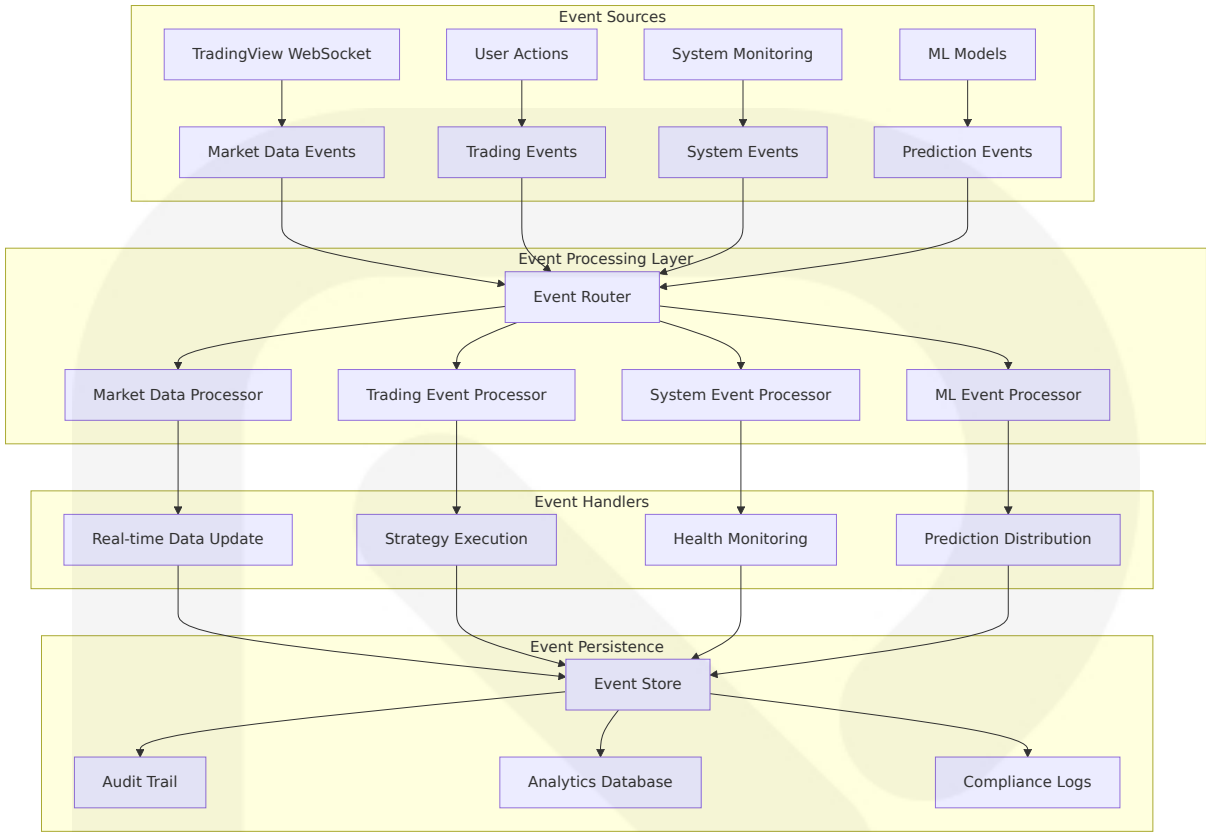 Event Sources
TradingView WebSocket
User Actions
System Monitoring
ML Models
Market Data Events
Trading Events
System Events
Prediction Events
Event Processing Layer
Event Router
Market Data Processor
Trading Event Processor
System Event Processor
ML Event Processor
Event Handlers
Real-time Data Update
Strategy Execution
Health Monitoring
Prediction Distribution
Event Persistence
Event Store
Audit Trail
Analytics Database
Compliance Logs